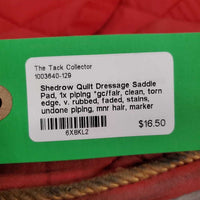 The Tack Collector
1003640-129
Shedrow Quilt Dressage Saddle
Pad, 1x piping *gc/fair, clean, torn
edge, v. rubbed, faded, stains,
undone piping, mnr hair, marker
6X8KL2
$16.50